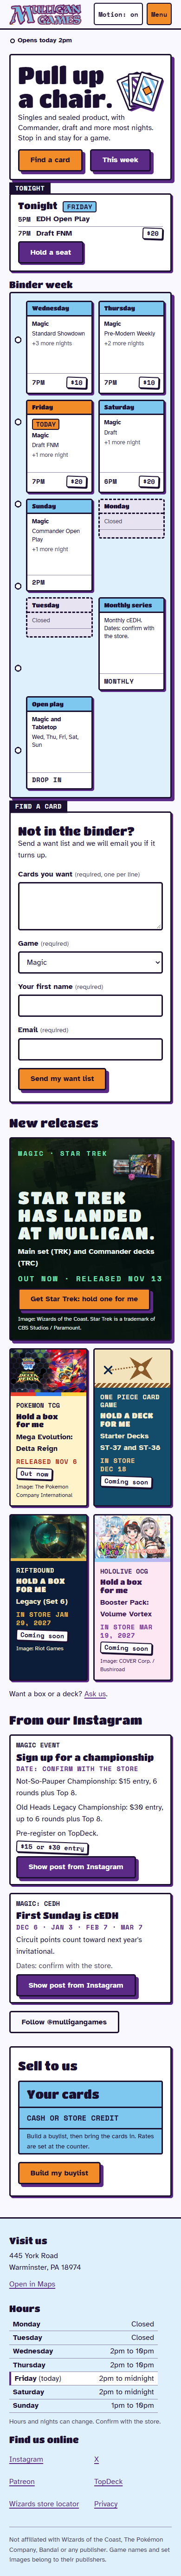 MULLIGAN GAMES
Motion: on
Menu
Opens today 2pm
Pull up
a chair.
Singles and sealed product, with
Commander, draft and more most nights.
Stop in and stay for a game.
Find a card
This week
TONIGHT
Tonight FRIDAY
5PM EDH Open Play
7PM Draft FNM $20
Hold a seat
Binder week
Wednesday
Magic
Standard Showdown
+3 more nights
7PM $10
Thursday
Magic
Pre-Modern Weekly
+2 more nights
7PM $10
Friday
TODAY
Magic
Draft FNM
+1 more night
7PM $20
Saturday
Magic
Draft
+1 more night
6PM $20
Sunday
Magic
Commander Open
Play
+1 more night
2PM
Monday
Closed
Tuesday
Closed
Monthly series
Monthly cEDH.
Dates: confirm with
the store.
MONTHLY
Open play
Magic and
Tabletop
Wed, Thu, Fri, Sat,
Sun
DROP IN
FIND A CARD
Not in the binder?
Send a want list and we will email you if it
turns up.
Cards you want (required, one per line)
Game (required)
Magic
Your first name (required)
Email (required)
Send my want list
New releases
MAGIC · STAR TREK
STAR TREK
HAS LANDED
AT MULLIGAN.
Main set (TRK) and Commander decks
(TRC)
OUT NOW · RELEASED NOV 13
Get Star Trek: hold one for me
Image: Wizards of the Coast. Star Trek is a trademark of
CBS Studios / Paramount.
POKEMON TCG
Hold a box
for me
Mega Evolution:
Delta Reign
RELEASED NOV 6
Out now
Image: The Pokemon
Company International
ONE PIECE CARD
GAME
HOLD A DECK
FOR ME
Starter Decks
ST-37 and ST-38
IN STORE
DEC 18
Coming soon
RIFTBOUND
HOLD A BOX
FOR ME
Legacy (Set 6)
IN STORE JAN
29, 2027
Coming soon
Image: Riot Games
HOLOLIVE OCG
Hold a box
for me
Booster Pack:
Volume Vortex
IN STORE MAR
19, 2027
Coming soon
Image: COVER Corp. /
Bushiroad
Want a box or a deck? Ask us.
From our Instagram
MAGIC EVENT
Sign up for a championship
DATE: CONFIRM WITH THE STORE
Not-So-Pauper Championship: $15 entry, 6
rounds plus Top 8.
Old Heads Legacy Championship: $30 entry,
up to 6 rounds plus Top 8.
Pre-register on TopDeck.
$15 or $30 entry
Show post from Instagram
MAGIC: CEDH
First Sunday is cEDH
DEC 6 · JAN 3 · FEB 7 · MAR 7
Circuit points count toward next year's
invitational.
Dates: confirm with the store.
Show post from Instagram
Follow @mulligangames
Sell to us
Your cards
CASH OR STORE CREDIT
Build a buylist, then bring the cards in. Rates
are set at the counter.
Build my buylist
Visit us
445 York Road
Warminster, PA 18974
Open in Maps
Hours
Monday Closed
Tuesday Closed
Wednesday 2pm to 10pm
Thursday 2pm to 10pm
Friday (today) 2pm to midnight
Saturday 2pm to midnight
Sunday 1pm to 10pm
Hours and nights can change. Confirm with the store.
Find us online
Instagram X
Patreon TopDeck
Wizards store locator Privacy
Not affiliated with Wizards of the Coast, The Pokémon
Company, Bandai or any publisher. Game names and set
images belong to their publishers.